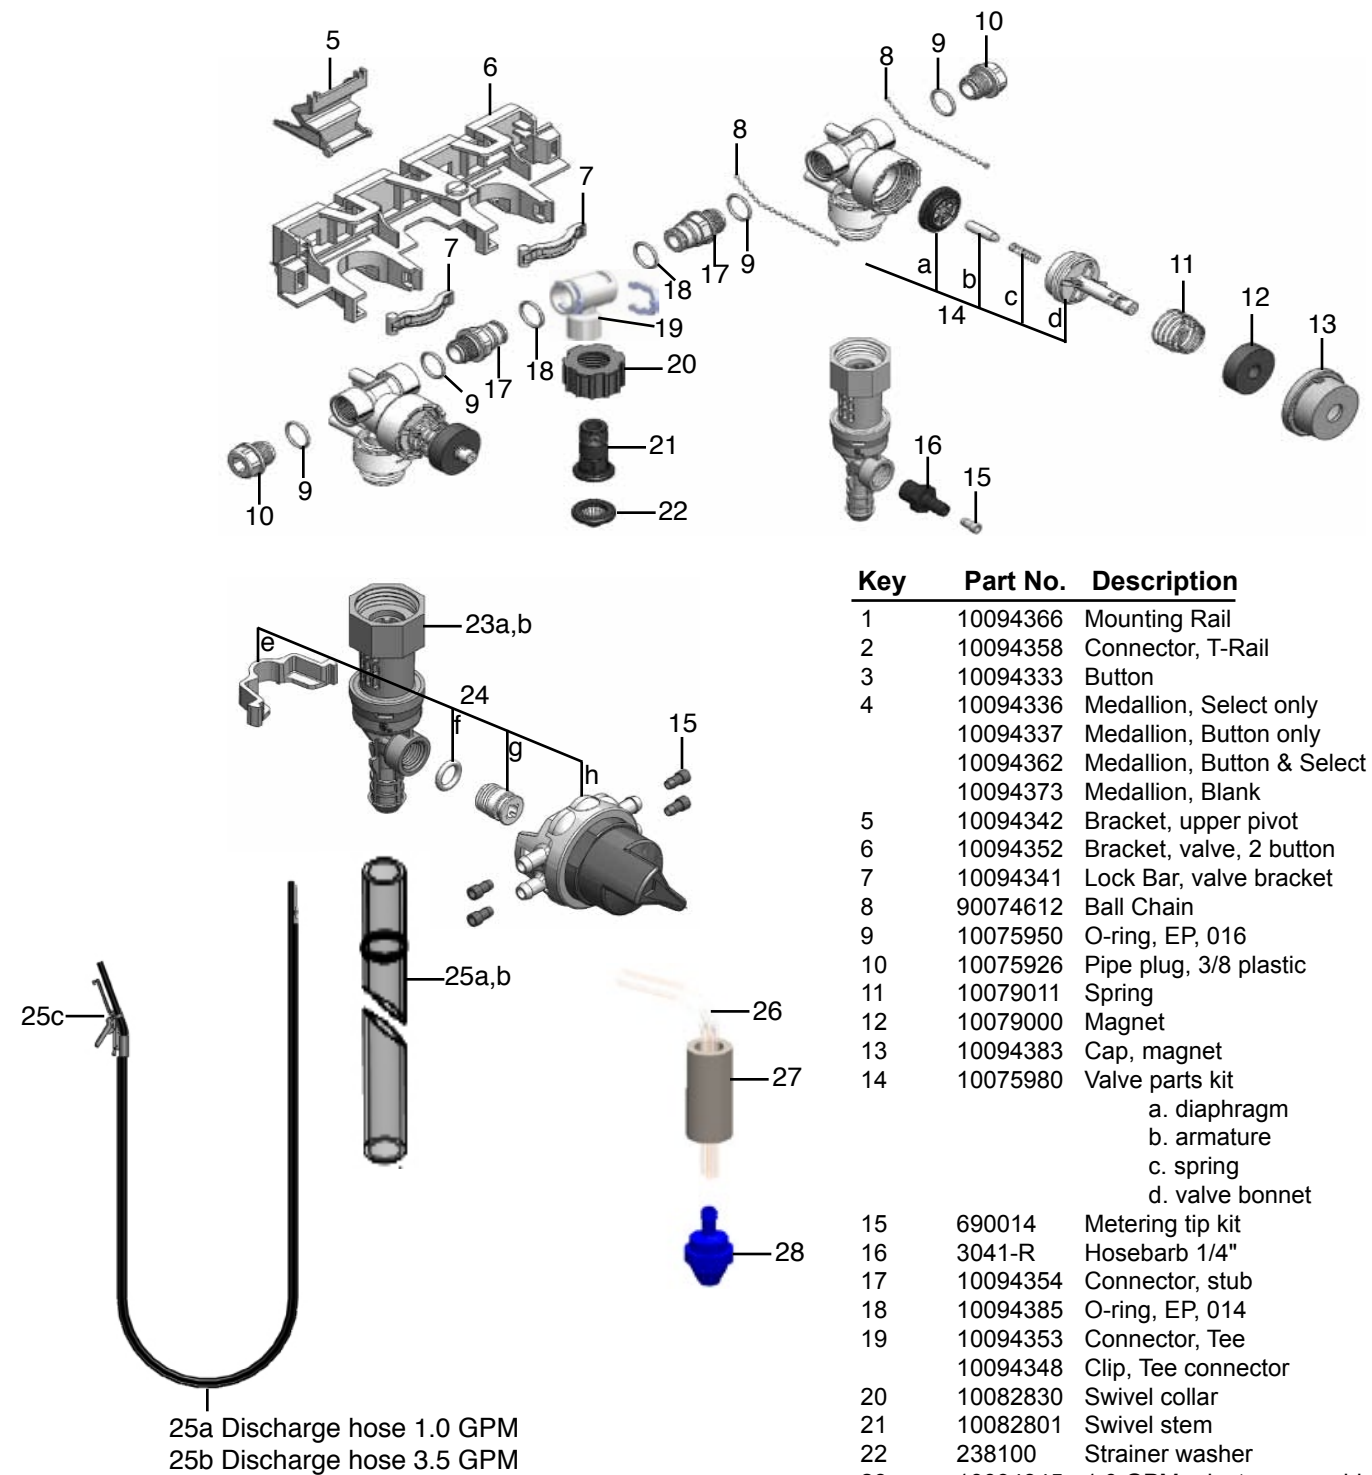 5
6
7
7
8
8
9
10
9
18
17
9
18
17
9
10
19
20
21
22
a
b
c
d
14
11
12
13
16
15
23a,b
e
24
f
g
h
15
25a,b
25c
26
27
28
25a Discharge hose 1.0 GPM
25b Discharge hose 3.5 GPM
Key Part No. Description
1 10094366 Mounting Rail
2 10094358 Connector, T-Rail
3 10094333 Button
4 10094336 Medallion, Select only
10094337 Medallion, Button only
10094362 Medallion, Button & Select
10094373 Medallion, Blank
5 10094342 Bracket, upper pivot
6 10094352 Bracket, valve, 2 button
7 10094341 Lock Bar, valve bracket
8 90074612 Ball Chain
9 10075950 O-ring, EP, 016
10 10075926 Pipe plug, 3/8 plastic
11 10079011 Spring
12 10079000 Magnet
13 10094383 Cap, magnet
14 10075980 Valve parts kit
a. diaphragm
b. armature
c. spring
d. valve bonnet
15 690014 Metering tip kit
16 3041-R Hosebarb 1/4"
17 10094354 Connector, stub
18 10094385 O-ring, EP, 014
19 10094353 Connector, Tee
10094348 Clip, Tee connector
20 10082830 Swivel collar
21 10082801 Swivel stem
22 238100 Strainer washer